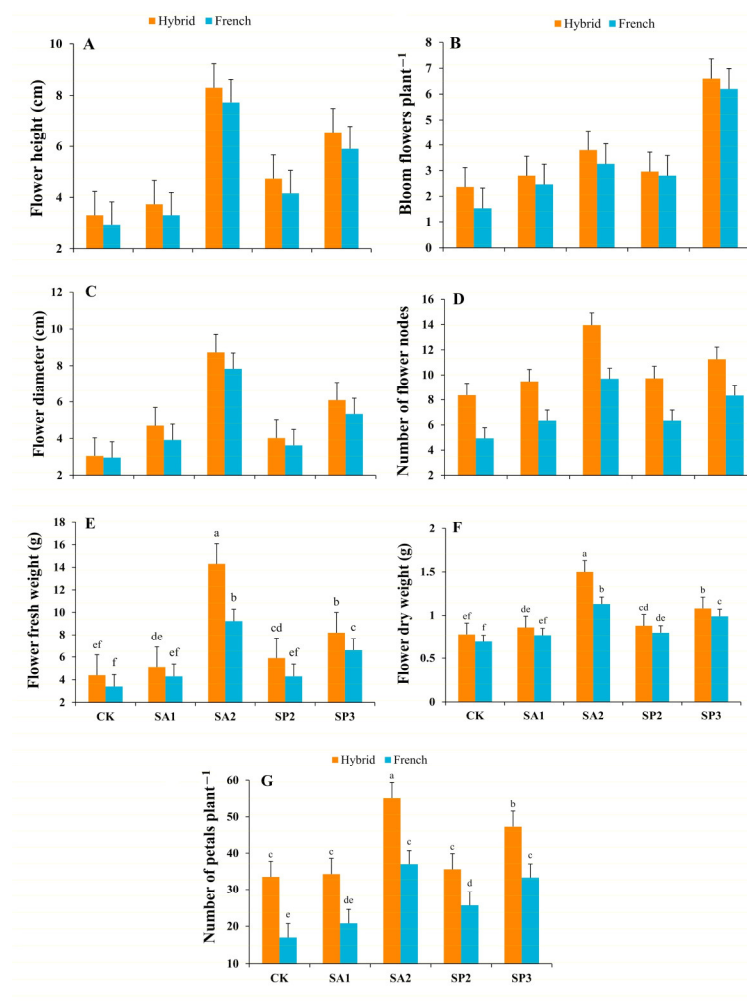 Hybrid French
Hybrid French
A
Flower height (cm)
10
8
6
4
2
B
Bloom flowers plant⁻¹
8
7
6
5
4
3
2
1
0
C
Flower diameter (cm)
12
10
8
6
4
2
D
Number of flower nodes
16
14
12
10
8
6
4
2
E
Flower fresh weight (g)
18
16
14
12
10
8
6
4
2
ef f de ef a b cd ef b c
CK SA1 SA2 SP2 SP3
F
Flower dry weight (g)
2
1.5
1
0.5
0
ef f de ef a b cd de b c
CK SA1 SA2 SP2 SP3
Hybrid French
G
Number of petals plant⁻¹
60
50
40
30
20
10
c e c de a c c d b c
CK SA1 SA2 SP2 SP3